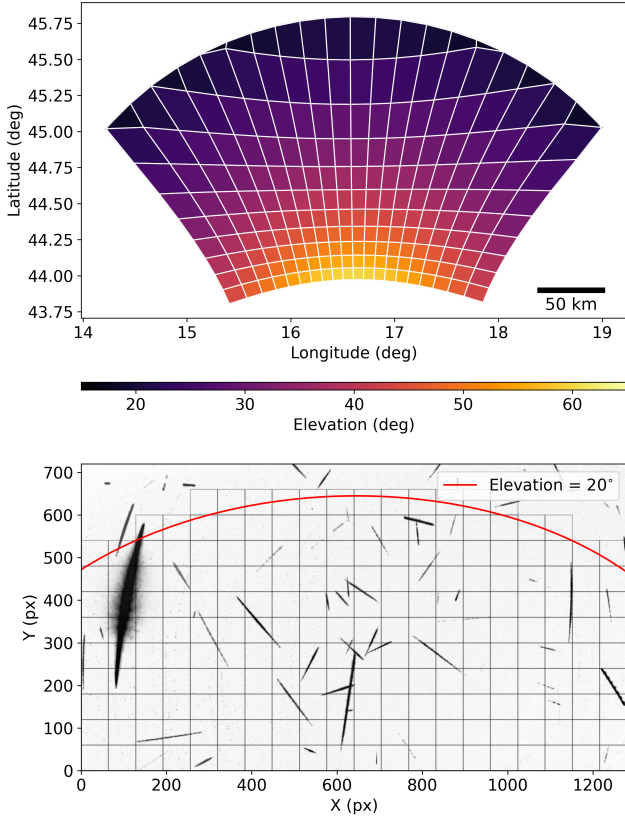 45.75
45.50
45.25
45.00
44.75
44.50
44.25
44.00
43.75
Latitude (deg)
50 km
14 15 16 17 18 19
Longitude (deg)
20 30 40 50 60
Elevation (deg)
700
600
500
400
300
200
100
0
Y (px)
Elevation = 20°
0 200 400 600 800 1000 1200
X (px)